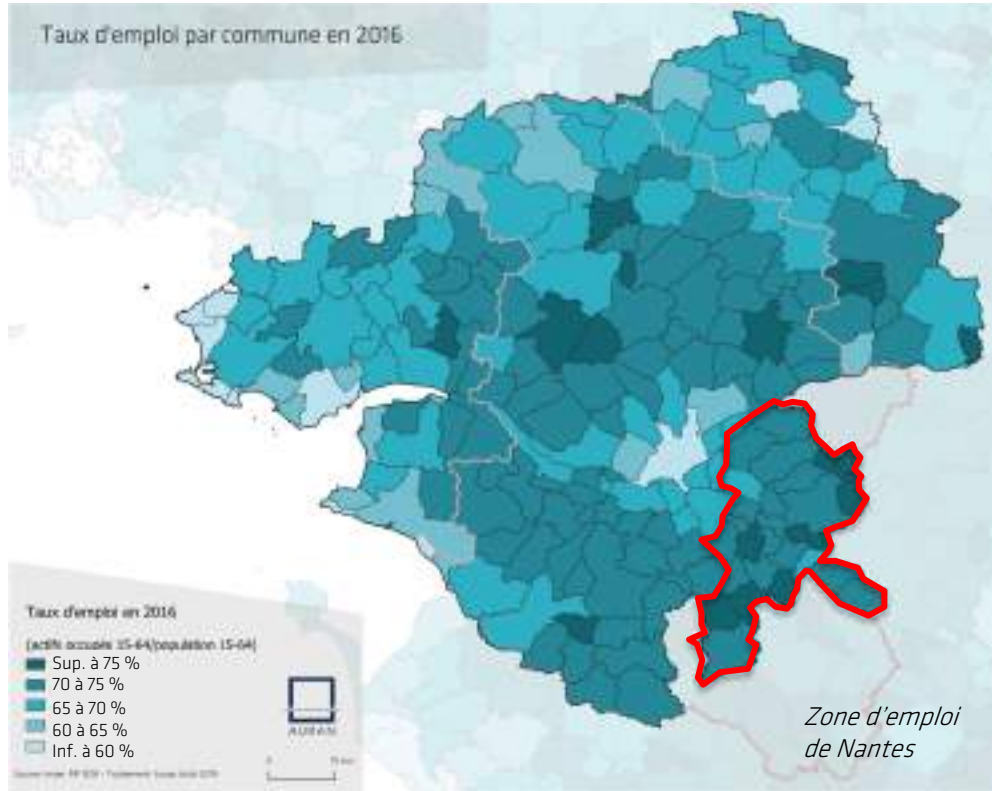 Taux d'emploi par commune en 2016
Taux d'emploi en 2016
(actifs occupés 15-64/population 15-64)
Sup. à 75 %
70 à 75 %
65 à 70 %
60 à 65 %
Inf. à 60 %
AURAN
0
Zone d'emploi
de Nantes